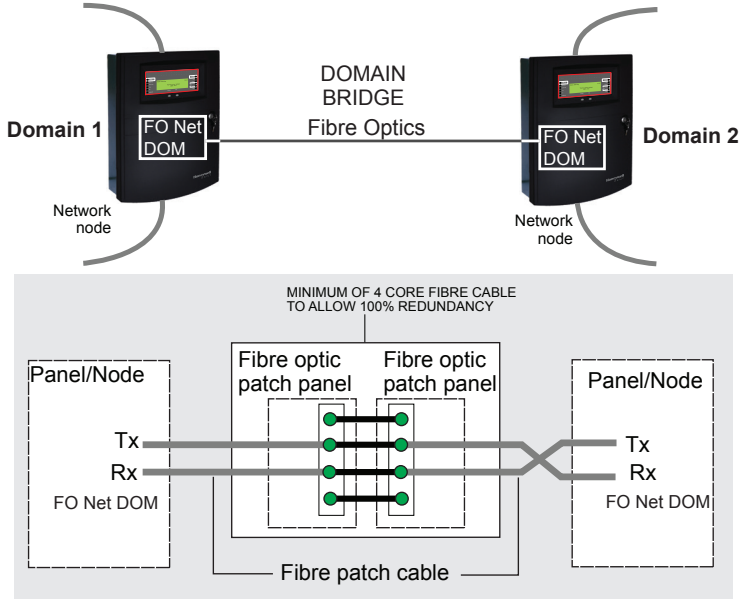 DOMAIN
BRIDGE
Fibre Optics
Domain 1
FO Net
DOM
FO Net
DOM
Domain 2
Network
node
Network
node
MINIMUM OF 4 CORE FIBRE CABLE
TO ALLOW 100% REDUNDANCY
Panel/Node
Fibre optic
patch panel
Fibre optic
patch panel
Panel/Node
Tx
Rx
FO Net DOM
Tx
Rx
FO Net DOM
Fibre patch cable